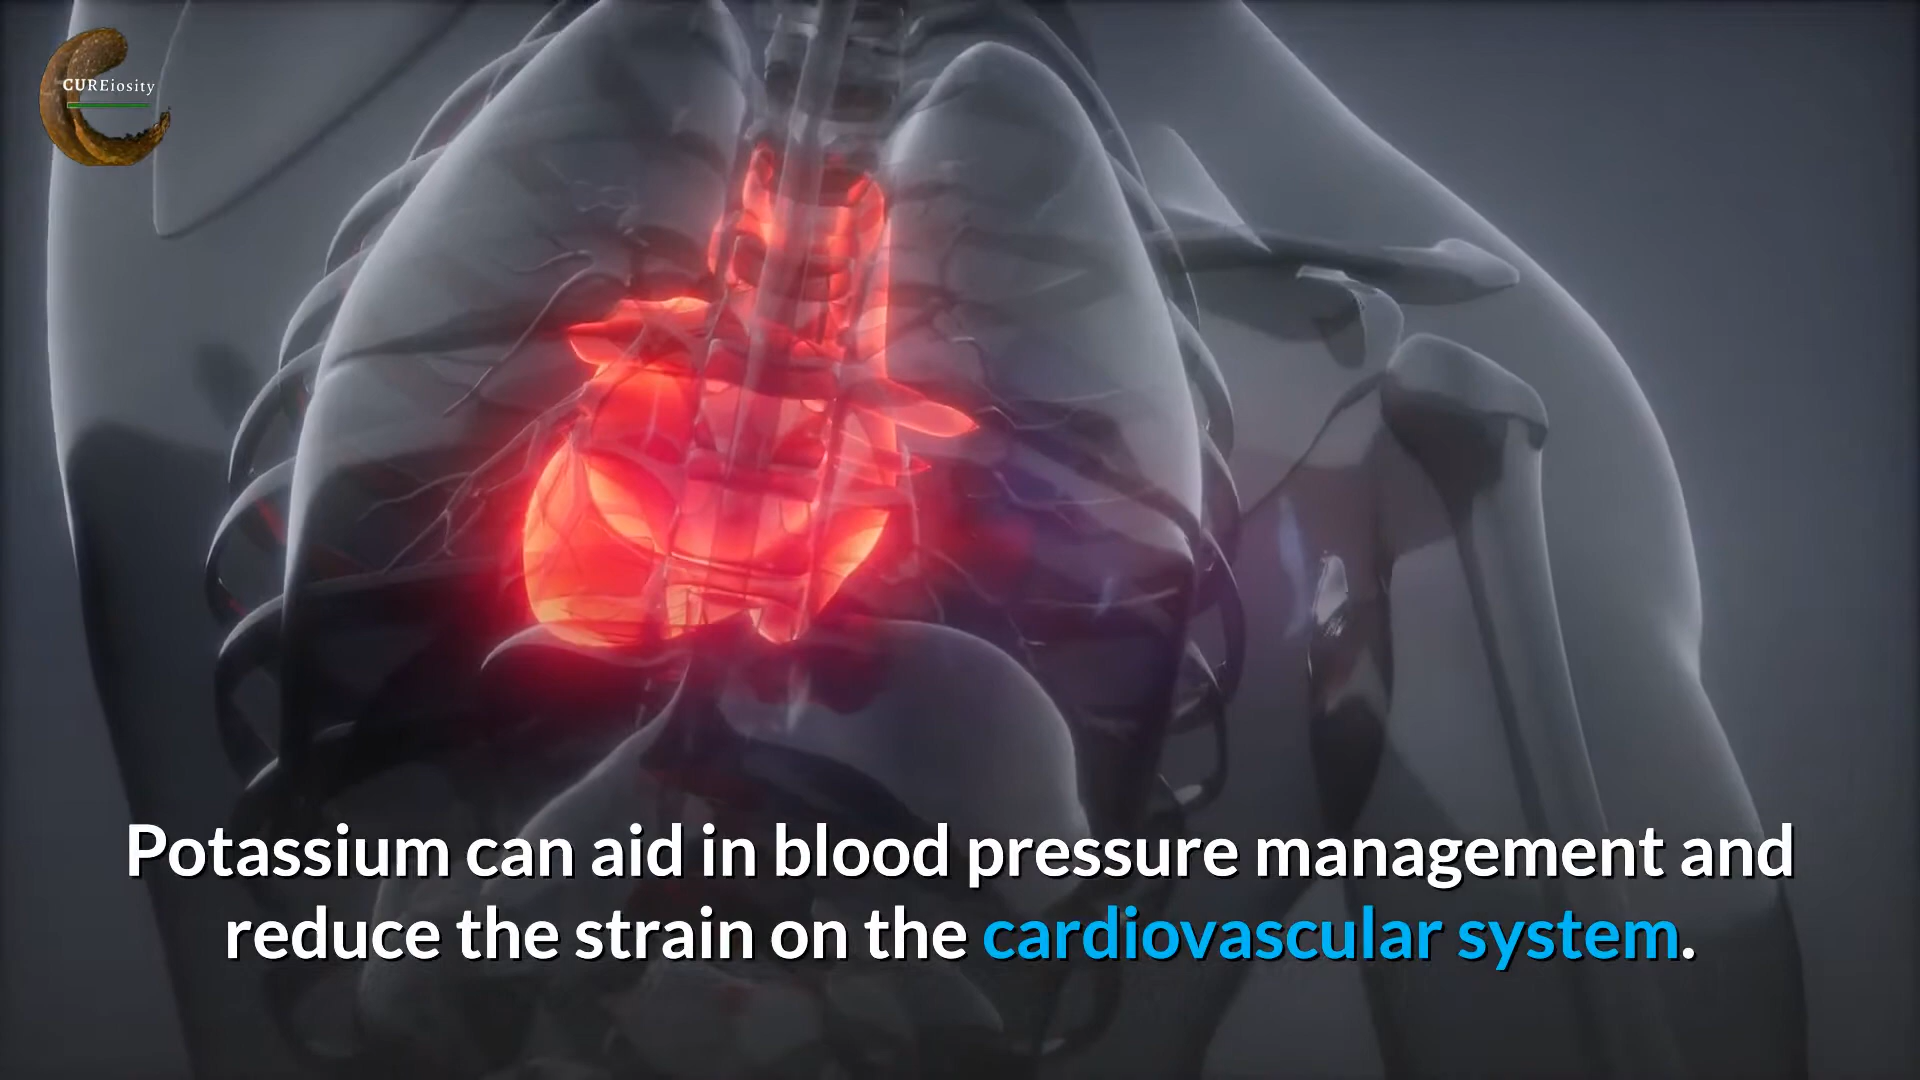 CUREiosity
Potassium can aid in blood pressure management and
reduce the strain on the cardiovascular system.